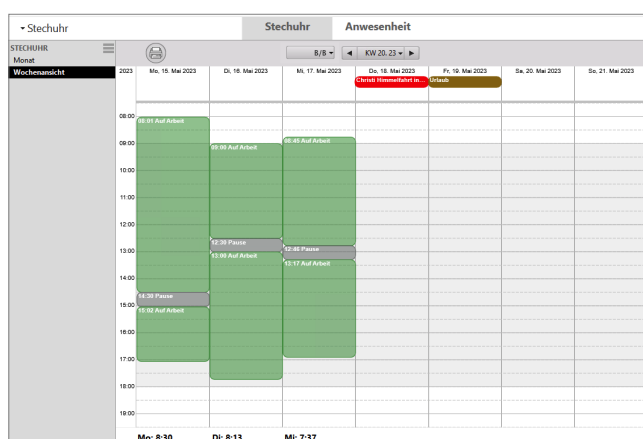 Stechuhr
Stechuhr Anwesenheit
STECHUHR
Monat
Wochenansicht
B/B KW 20, 23
2023 Mo, 15. Mai 2023 Di, 16. Mai 2023 Mi, 17. Mai 2023 Do, 18. Mai 2023 Fr, 19. Mai 2023 Sa, 20. Mai 2023 So, 21. Mai 2023
Christi Himmelfahrt in... Urlaub
08:00
08:01 Auf Arbeit
08:45 Auf Arbeit
09:00
09:00 Auf Arbeit
10:00
11:00
12:00
12:30 Pause
12:46 Pause
13:00
13:00 Auf Arbeit
13:17 Auf Arbeit
14:00
14:30 Pause
15:00
15:02 Auf Arbeit
16:00
17:00
18:00
19:00
Mo: 8:30 Di: 8:13 Mi: 7:37